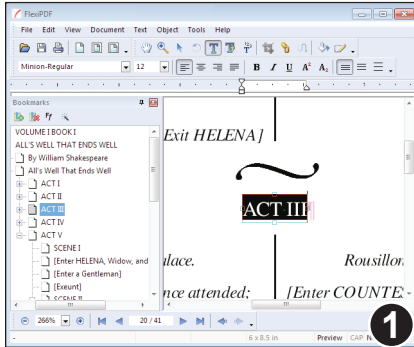 FlexiPDF
File Edit View Document Text Object Tools Help
Minion-Regular 12 B I U A² A₂
Bookmarks
VOLUME I BOOK I
ALL'S WELL THAT ENDS WELL
By William Shakespeare
All's Well That Ends Well
ACT I
ACT II
ACT III
ACT IV
ACT V
SCENE I
[Enter HELENA, Widow, and
[Enter a Gentleman]
[Exeunt]
SCENE II
Exit HELENA]
ACT III
lace. Rousillon
nce attended; [Enter COUNTE
266% 20 / 41
6 x 8.5 in Preview CAP N
1